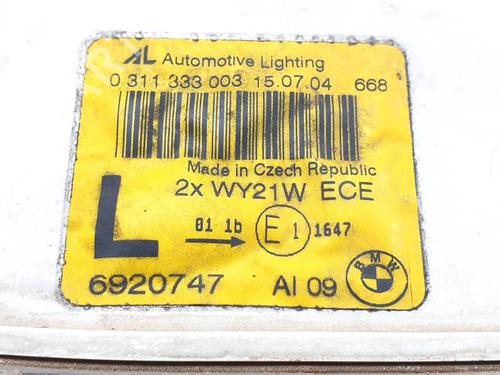 AL Automotive Lighting
0 311 333 003 15.07.04 668
Made in Czech Republic
2x WY21W ECE
L 01 1b E1 1647
6920747 AI 09 BMW